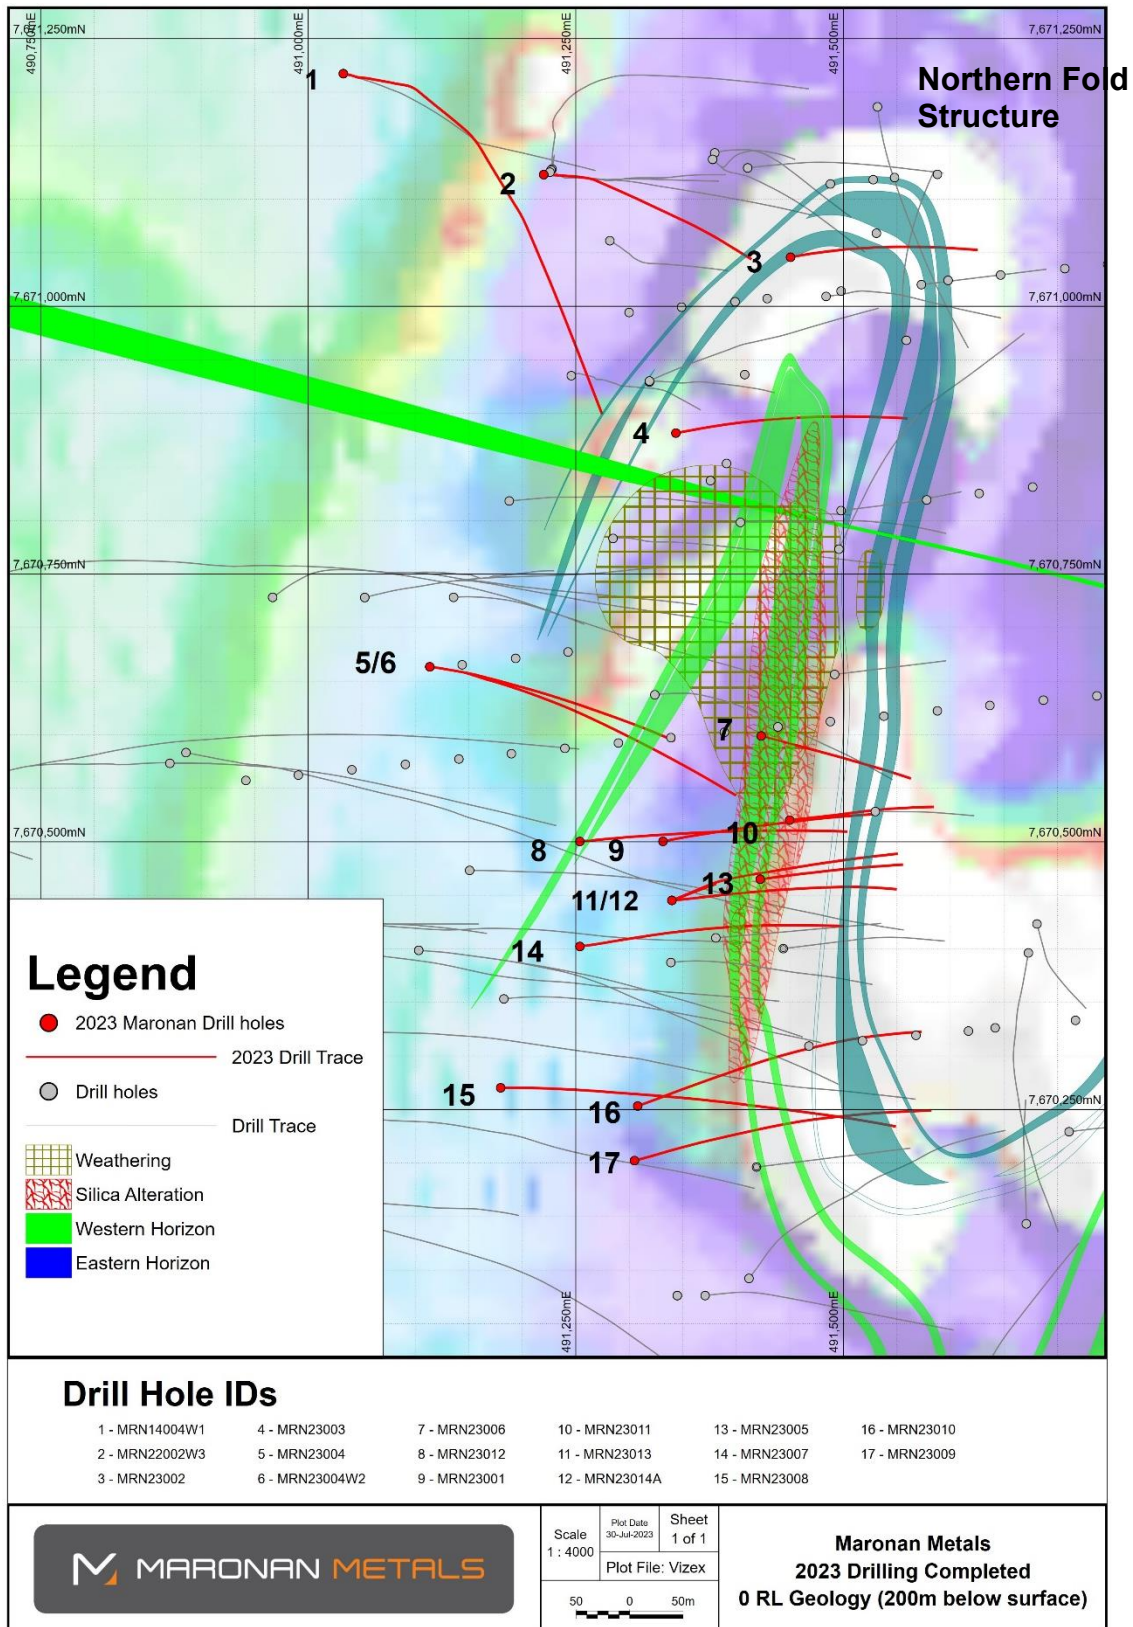 490,750mE
491,000mE
491,250mE
491,500mE
7,671,250mN
7,671,250mN
Northern Fold
Structure
1
2
3
7,671,000mN
7,671,000mN
4
7,670,750mN
7,670,750mN
5/6
7
7,670,500mN
7,670,500mN
8
9
10
11/12
13
14
15
16
17
7,670,250mN
491,250mE
491,500mE
Legend
2023 Maronan Drill holes
2023 Drill Trace
Drill holes
Drill Trace
Weathering
Silica Alteration
Western Horizon
Eastern Horizon
Drill Hole IDs
1 - MRN14004W1 4 - MRN23003 7 - MRN23006 10 - MRN23011 13 - MRN23005 16 - MRN23010
2 - MRN22002W3 5 - MRN23004 8 - MRN23012 11 - MRN23013 14 - MRN23007 17 - MRN23009
3 - MRN23002 6 - MRN23004W2 9 - MRN23001 12 - MRN23014A 15 - MRN23008
MARONAN METALS
Scale
1 : 4000
Plot Date
30-Jul-2023
Sheet
1 of 1
Plot File: Vizex
50 0 50m
Maronan Metals
2023 Drilling Completed
0 RL Geology (200m below surface)